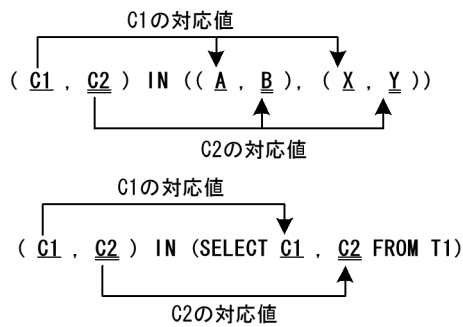 C1の対応値
( C1 , C2 ) IN (( A , B ), ( X , Y ))
C2の対応値
C1の対応値
( C1 , C2 ) IN (SELECT C1 , C2 FROM T1)
C2の対応値